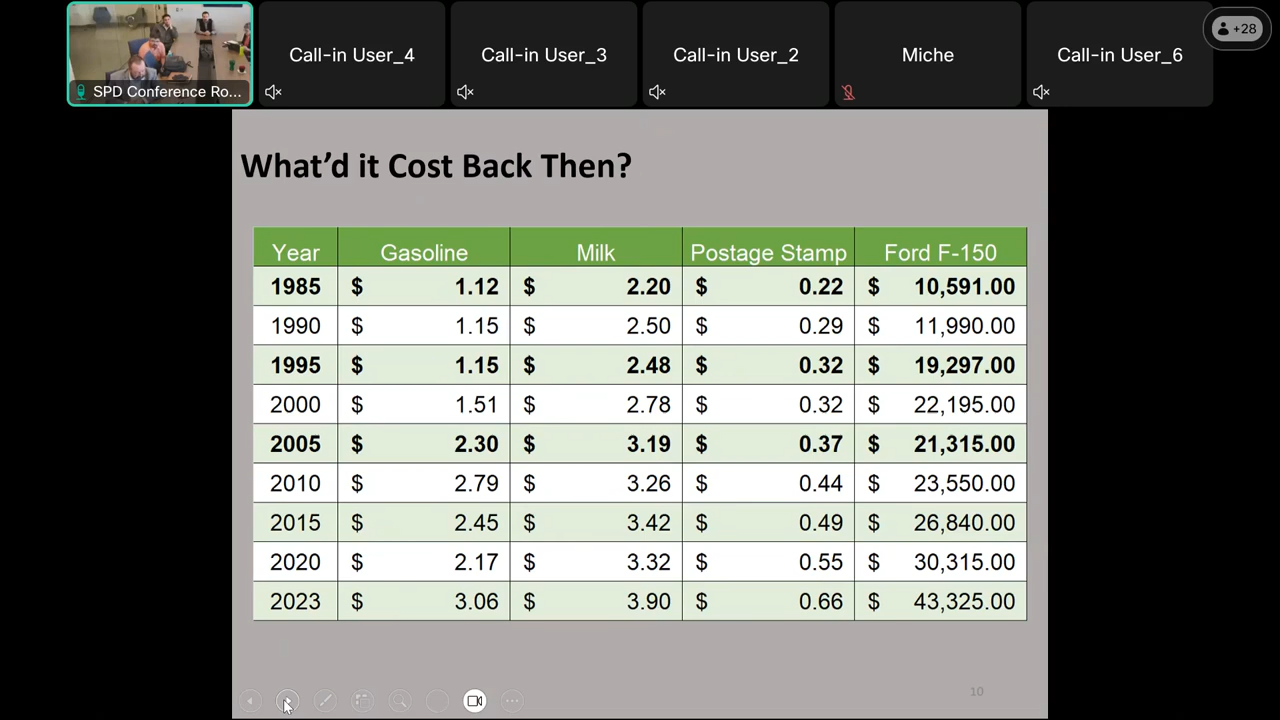 SPD Conference Ro...
Call-in User_4
Call-in User_3
Call-in User_2
Miche
Call-in User_6
+28
What’d it Cost Back Then?
Year Gasoline Milk Postage Stamp Ford F-150
1985 $ 1.12 $ 2.20 $ 0.22 $ 10,591.00
1990 $ 1.15 $ 2.50 $ 0.29 $ 11,990.00
1995 $ 1.15 $ 2.48 $ 0.32 $ 19,297.00
2000 $ 1.51 $ 2.78 $ 0.32 $ 22,195.00
2005 $ 2.30 $ 3.19 $ 0.37 $ 21,315.00
2010 $ 2.79 $ 3.26 $ 0.44 $ 23,550.00
2015 $ 2.45 $ 3.42 $ 0.49 $ 26,840.00
2020 $ 2.17 $ 3.32 $ 0.55 $ 30,315.00
2023 $ 3.06 $ 3.90 $ 0.66 $ 43,325.00
10